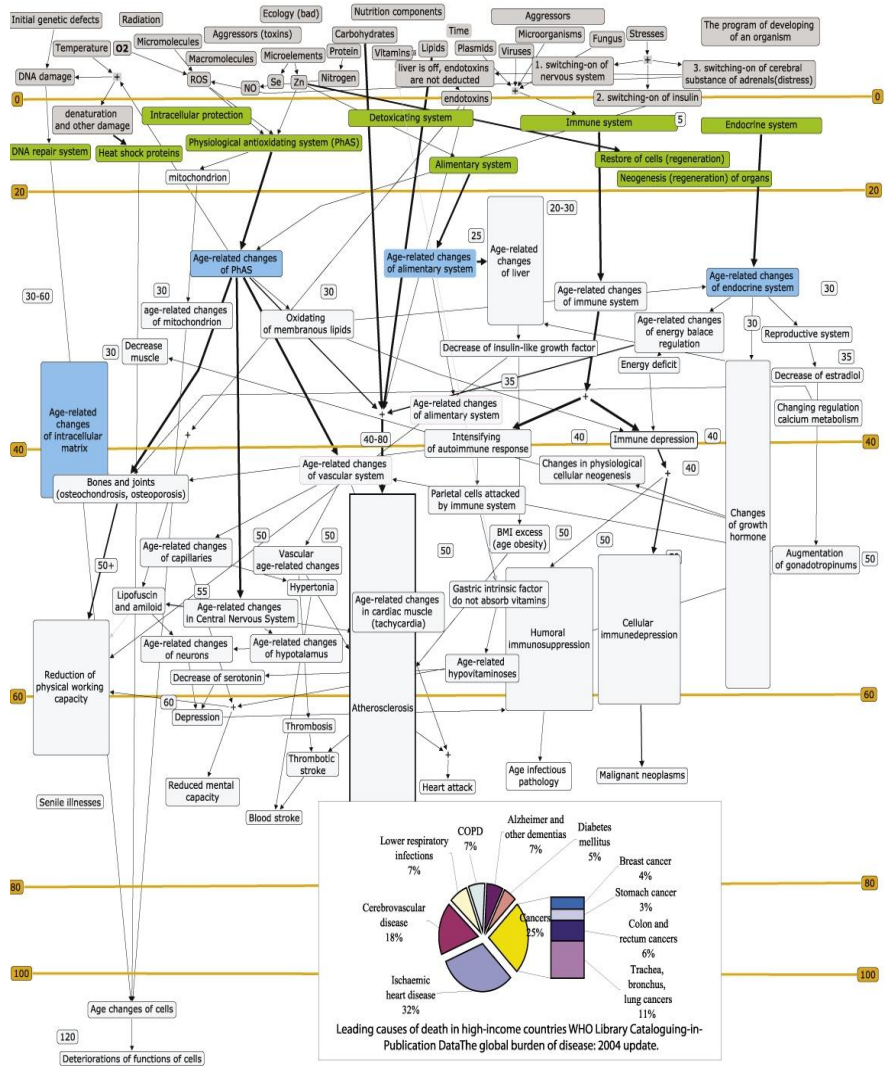 Initial genetic defects
Radiation
Ecology (bad)
Nutrition components
Aggressors
The program of developing
of an organism
Aggressors (toxins)
Carbohydrates
Time
Microorganisms
Fungus
Stresses
Temperature
O2
Micromolecules
Macromolecules
Microelements
Protein
Vitamins
Lipids
Plasmids
Viruses
DNA damage
+
ROS
NO
Se
Zn
Nitrogen
liver is off, endotoxins
are not deducted
1. switching-on of
nervous system
+
3. switching-on of cerebral
substance of adrenals(distress)
+
endotoxins
2. switching-on of insulin
0
0
denaturation
and other damage
Intracellular protection
Detoxicating system
Immune system
5
Endocrine system
DNA repair system
Heat shock proteins
Physiological antioxidating system (PhAS)
Alimentary system
Restore of cells (regeneration)
mitochondrion
Neogenesis (regeneration) of organs
20
20
20-30
Age-related
changes
of liver
25
Age-related changes
of PhAS
Age-related changes
of alimentary system
Age-related changes
of immune system
Age-related changes
of endocrine system
30-60
30
30
30
age-related changes
of mitochondrion
Oxidating
of membranous lipids
Age-related changes
of energy balace
regulation
30
Reproductive system
30
Decrease
muscle
Decrease of insulin-like growth factor
Energy deficit
35
Decrease of estradiol
35
Age-related
changes
of intracellular
matrix
Age-related changes
of alimentary system
+
Changing regulation
calcium metabolism
+
+
40-80
Intensifying
of autoimmune response
40
Immune depression
40
40
40
Age-related changes
of vascular system
Changes in physiological
cellular neogenesis
40
+
Bones and joints
(osteochondrosis, osteoporosis)
Parietal cells attacked
by immune system
Changes
of growth
hormone
50
50
BMI excess
(age obesity)
50
50
Age-related changes
of capillaries
Vascular
age-related changes
50
Augmentation
of gonadotropinums
50
50+
Hypertonia
Lipofuscin
and amiloid
55
Age-related changes
in Central Nervous System
Age-related changes
in cardiac muscle
(tachycardia)
Gastric intrinsic factor
do not absorb vitamins
Humoral
immunosuppression
Cellular
immunedepression
Age-related changes
of neurons
Age-related changes
of hypotalamus
Reduction of
physical working
capacity
Decrease of serotonin
Age-related
hypovitaminoses
60
60
60
+
Depression
Atherosclerosis
Thrombosis
+
Thrombotic
stroke
Reduced mental
capacity
Heart attack
Age infectious
pathology
Malignant neoplasms
Senile illnesses
Blood stroke
COPD
7%
Alzheimer and
other dementias
7%
Diabetes
mellitus
5%
Lower respiratory
infections
7%
Breast cancer
4%
Stomach cancer
3%
80
80
Cerebrovascular
disease
18%
Cancers
25%
Colon and
rectum cancers
6%
Ischaemic
heart disease
32%
Trachea,
bronchus,
lung cancers
11%
100
100
Age changes of cells
Leading causes of death in high-income countries WHO Library Cataloguing-in-
Publication DataThe global burden of disease: 2004 update.
120
Deteriorations of functions of cells